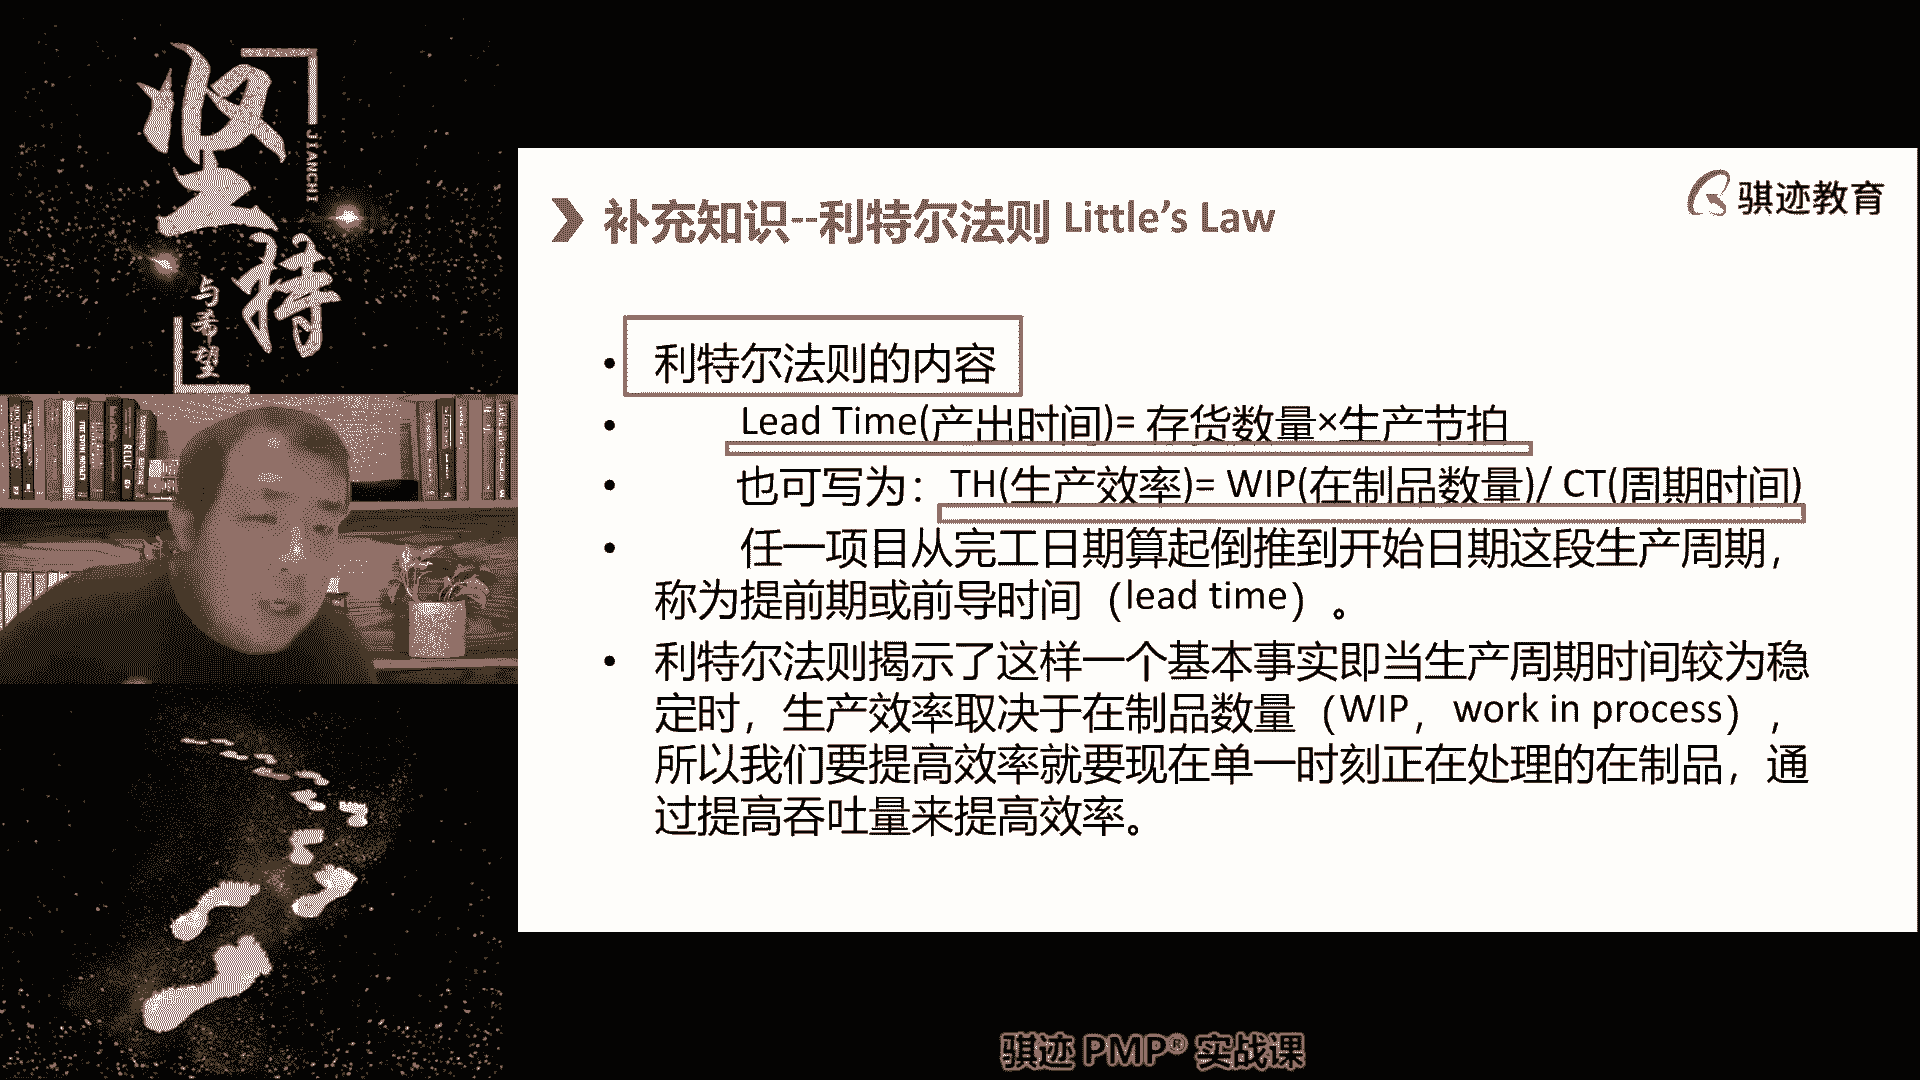 坚持
JIANCHI
与希望
骐迹教育
补充知识--利特尔法则 Little’s Law
• 利特尔法则的内容
• Lead Time(产出时间)= 存货数量×生产节拍
• 也可写为：TH(生产效率)= WIP(在制品数量)/ CT(周期时间)
• 任一项目从完工日期算起倒推到开始日期这段生产周期，
称为提前期或前导时间（lead time）。
• 利特尔法则揭示了这样一个基本事实即当生产周期时间较为稳
定时，生产效率取决于在制品数量（WIP，work in process），
所以我们要提高效率就要现在单一时刻正在处理的在制品，通
过提高吞吐量来提高效率。
骐迹 PMP® 实战课